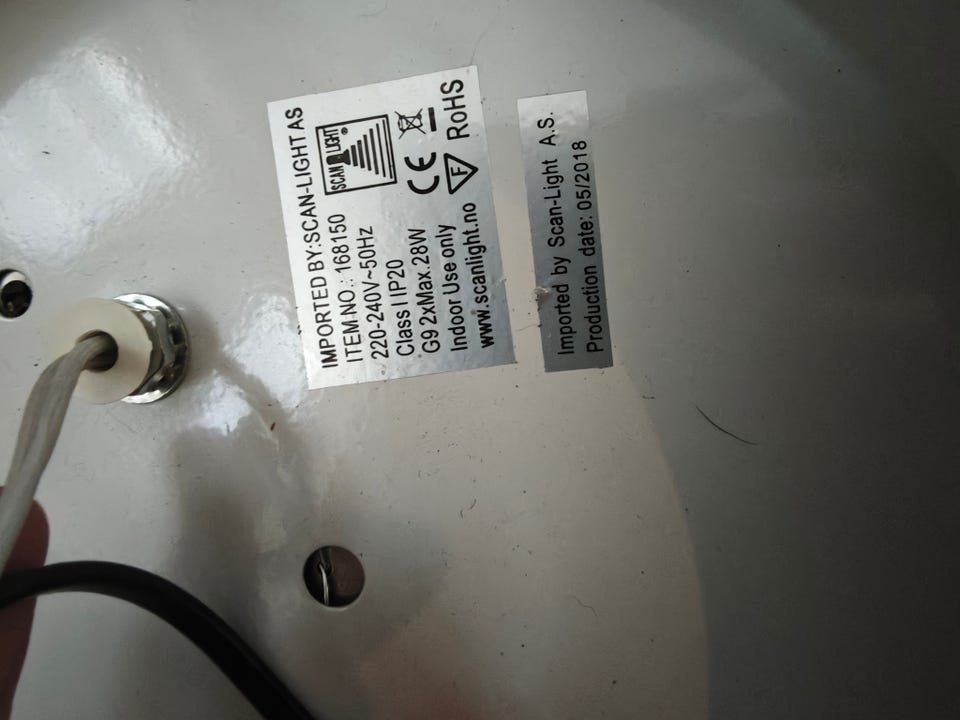 IMPORTED BY:SCAN-LIGHT AS
ITEM.NO.: 168150
220-240V~50Hz
Class I IP20
G9 2xMax.28W
Indoor Use only
www.scanlight.no
SCAN LIGHT®
CE
F RoHS
Imported by Scan-Light A.S.
Production date: 05/2018